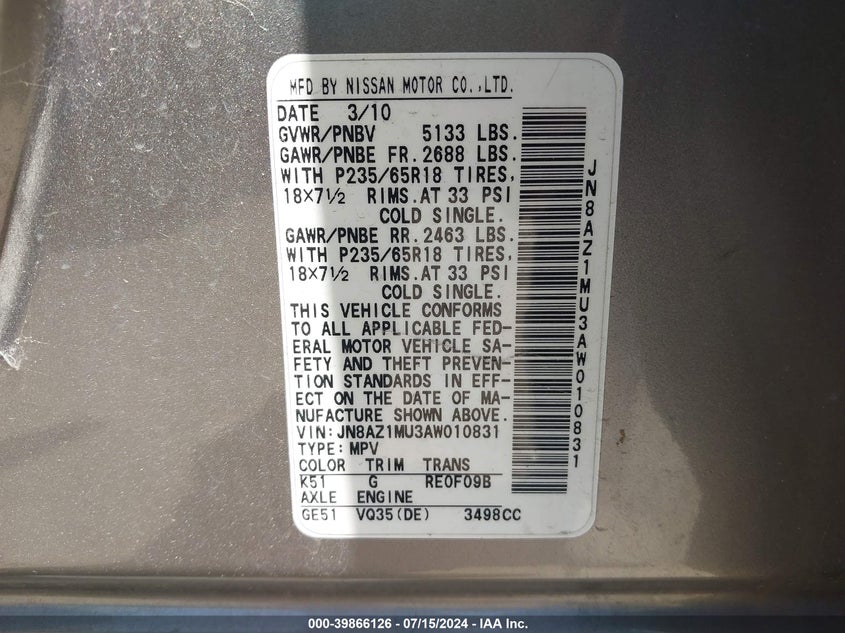 MFD BY NISSAN MOTOR CO.,LTD.
DATE 3/10
GVWR/PNBV 5133 LBS.
GAWR/PNBE FR. 2688 LBS.
WITH P235/65R18 TIRES,
18X7½ RIMS. AT 33 PSI
COLD SINGLE.
GAWR/PNBE RR. 2463 LBS.
WITH P235/65R18 TIRES,
18X7½ RIMS. AT 33 PSI
COLD SINGLE.
THIS VEHICLE CONFORMS
TO ALL APPLICABLE FED-
ERAL MOTOR VEHICLE SA-
FETY AND THEFT PREVEN-
TION STANDARDS IN EFF-
ECT ON THE DATE OF MA-
NUFACTURE SHOWN ABOVE.
VIN: JN8AZ1MU3AW010831
TYPE: MPV
COLOR TRIM TRANS
K51 G RE0F09B
AXLE ENGINE
GE51 VQ35(DE) 3498CC
JN8AZ1MU3AW010831
000-39866126 - 07/15/2024 - IAA Inc.